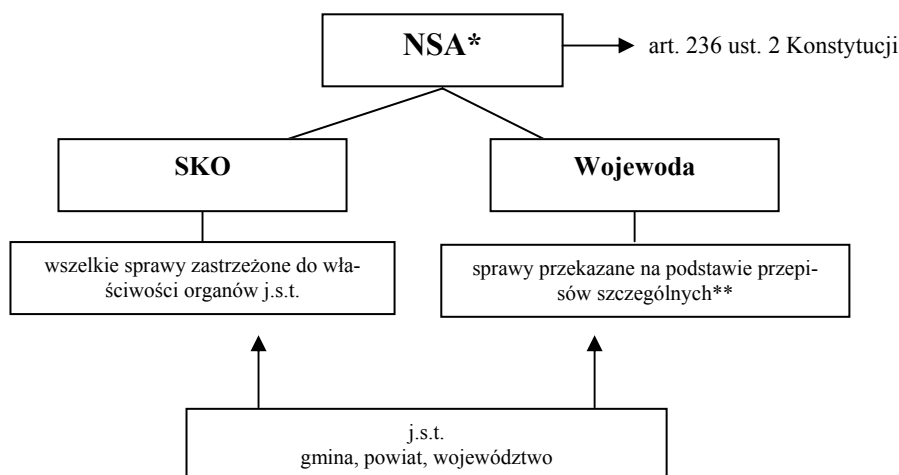 NSA*
art. 236 ust. 2 Konstytucji
SKO
Wojewoda
wszelkie sprawy zastrzeżone do wła-
ściwości organów j.s.t.
sprawy przekazane na podstawie przepi-
sów szczególnych**
j.s.t.
gmina, powiat, województwo